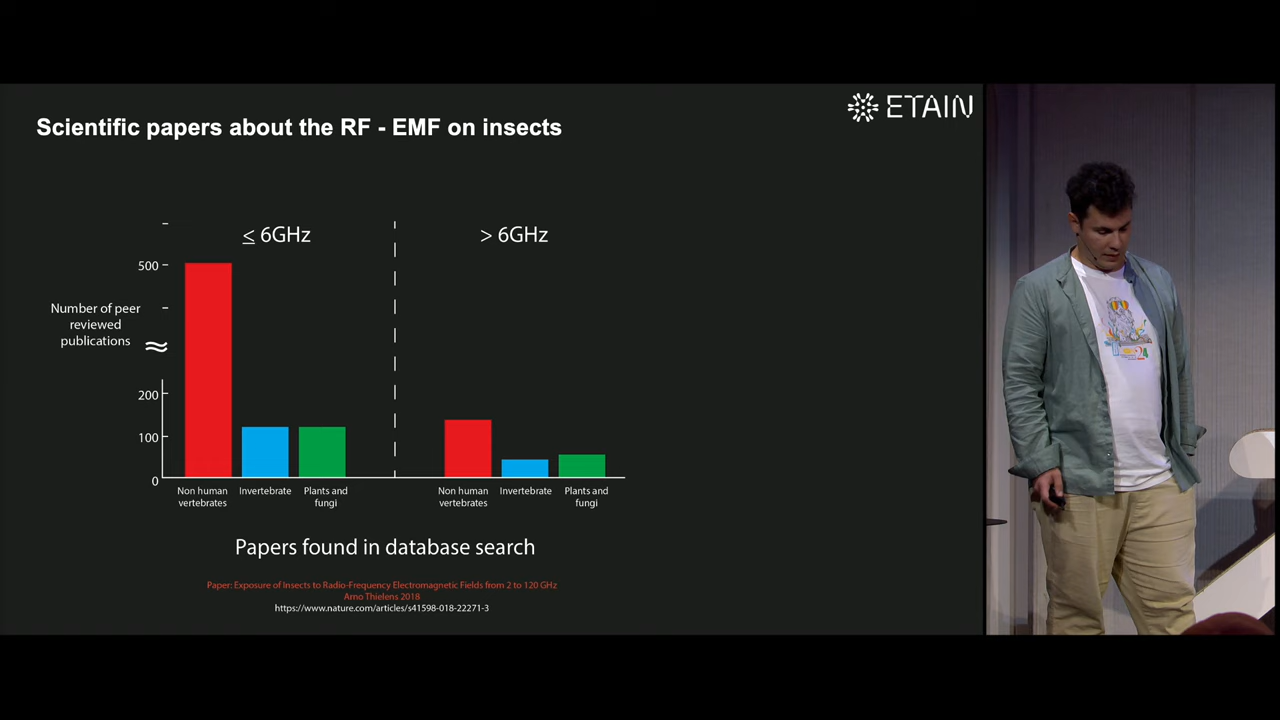 ETAIN
Scientific papers about the RF - EMF on insects
≤ 6GHz
> 6GHz
500
Number of peer
reviewed
publications
200
100
0
Non human
vertebrates
Invertebrate
Plants and
fungi
Non human
vertebrates
Invertebrate
Plants and
fungi
Papers found in database search
Paper: Exposure of Insects to Radio-Frequency Electromagnetic Fields from 2 to 120 GHz
Arno Thielens 2018
https://www.nature.com/articles/s41598-018-22271-3
24